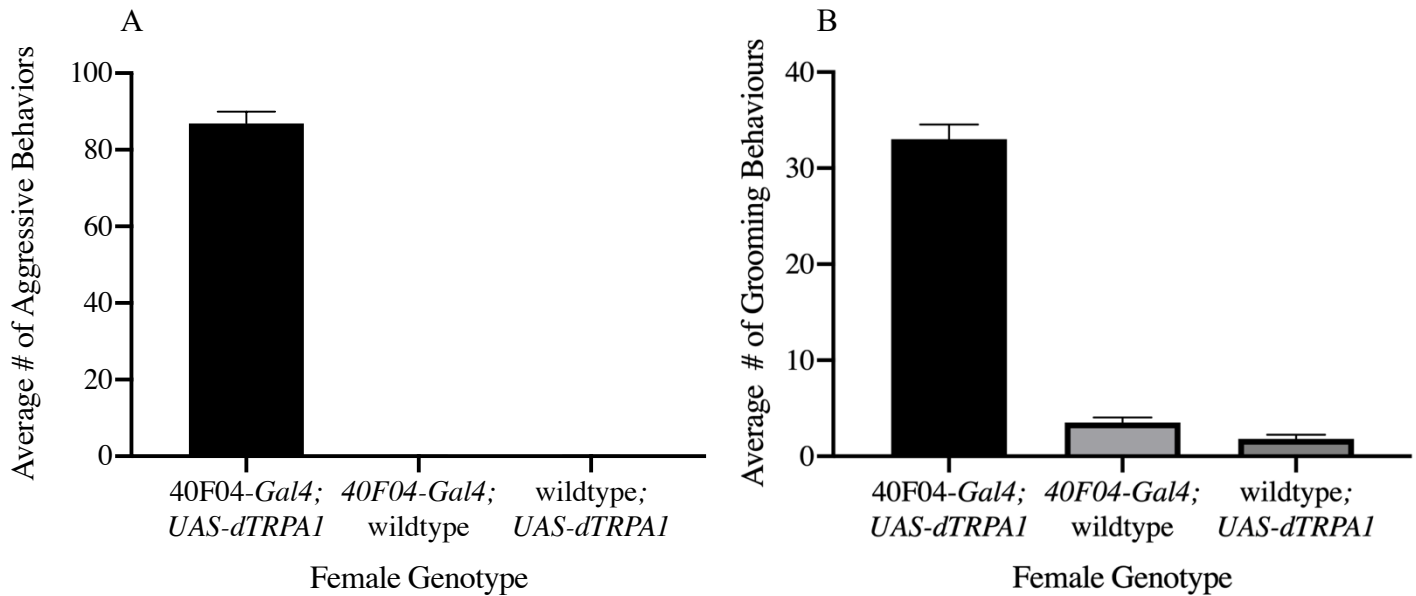 A
Average # of Aggressive Behaviors
100
80
60
40
20
0
40F04-Gal4;
UAS-dTRPA1
40F04-Gal4;
wildtype
wildtype;
UAS-dTRPA1
Female Genotype
B
Average # of Grooming Behaviours
40
30
20
10
0
40F04-Gal4;
UAS-dTRPA1
40F04-Gal4;
wildtype
wildtype;
UAS-dTRPA1
Female Genotype